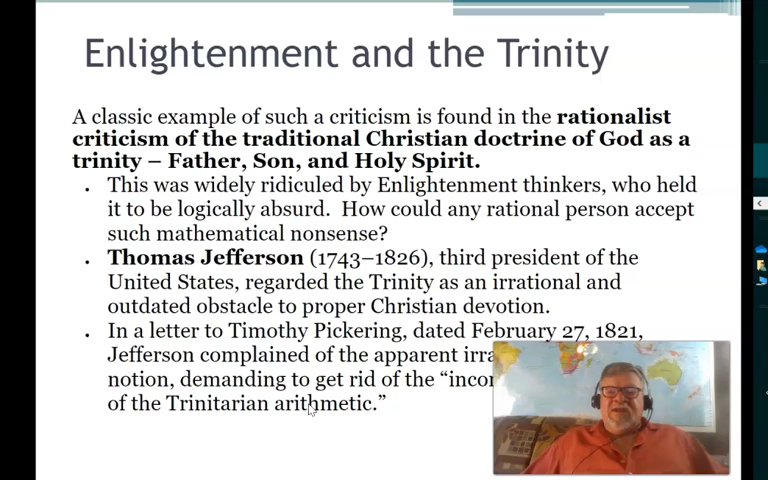 Enlightenment and the Trinity
A classic example of such a criticism is found in the rationalist
criticism of the traditional Christian doctrine of God as a
trinity – Father, Son, and Holy Spirit.
• This was widely ridiculed by Enlightenment thinkers, who held
it to be logically absurd. How could any rational person accept
such mathematical nonsense?
• Thomas Jefferson (1743–1826), third president of the
United States, regarded the Trinity as an irrational and
outdated obstacle to proper Christian devotion.
• In a letter to Timothy Pickering, dated February 27, 1821,
Jefferson complained of the apparent
notion, demanding to get rid of the
of the Trinitarian arithmetic.”